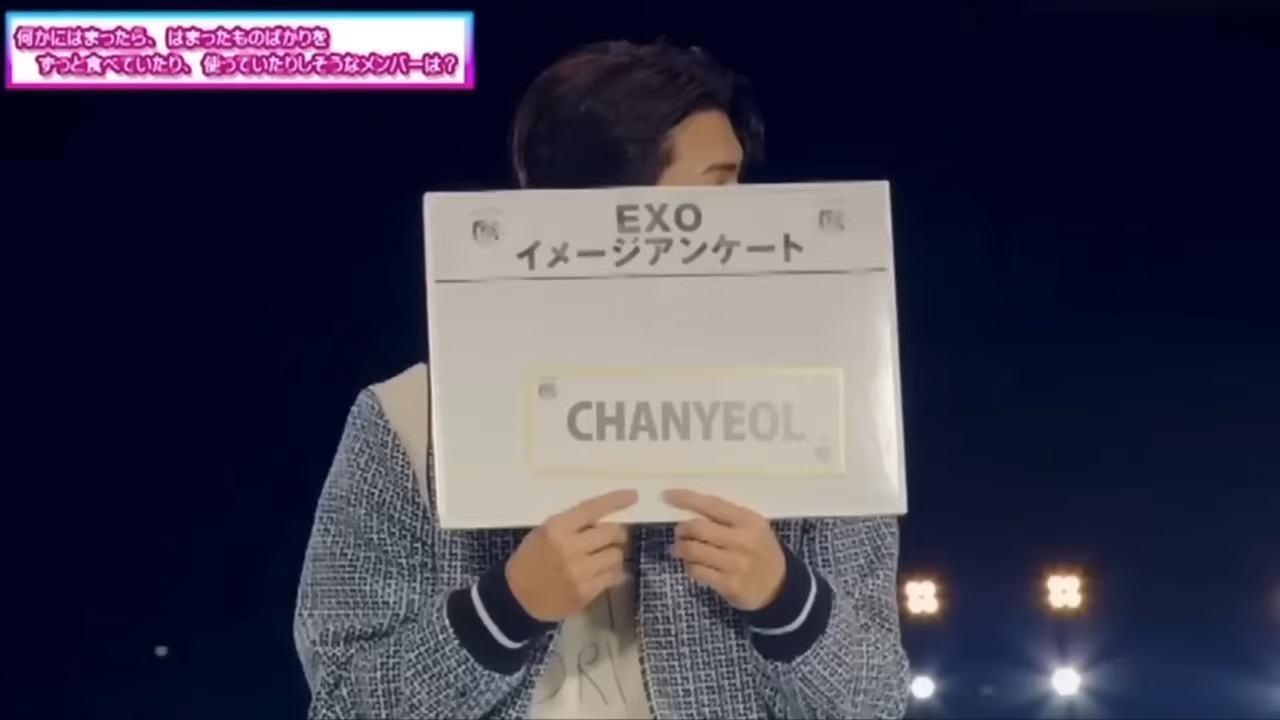 何かにはまったら、はまったものばかりを
ずっと食べていたり、使っていたりしそうなメンバーは？
EXO
イメージアンケート
CHANYEOL